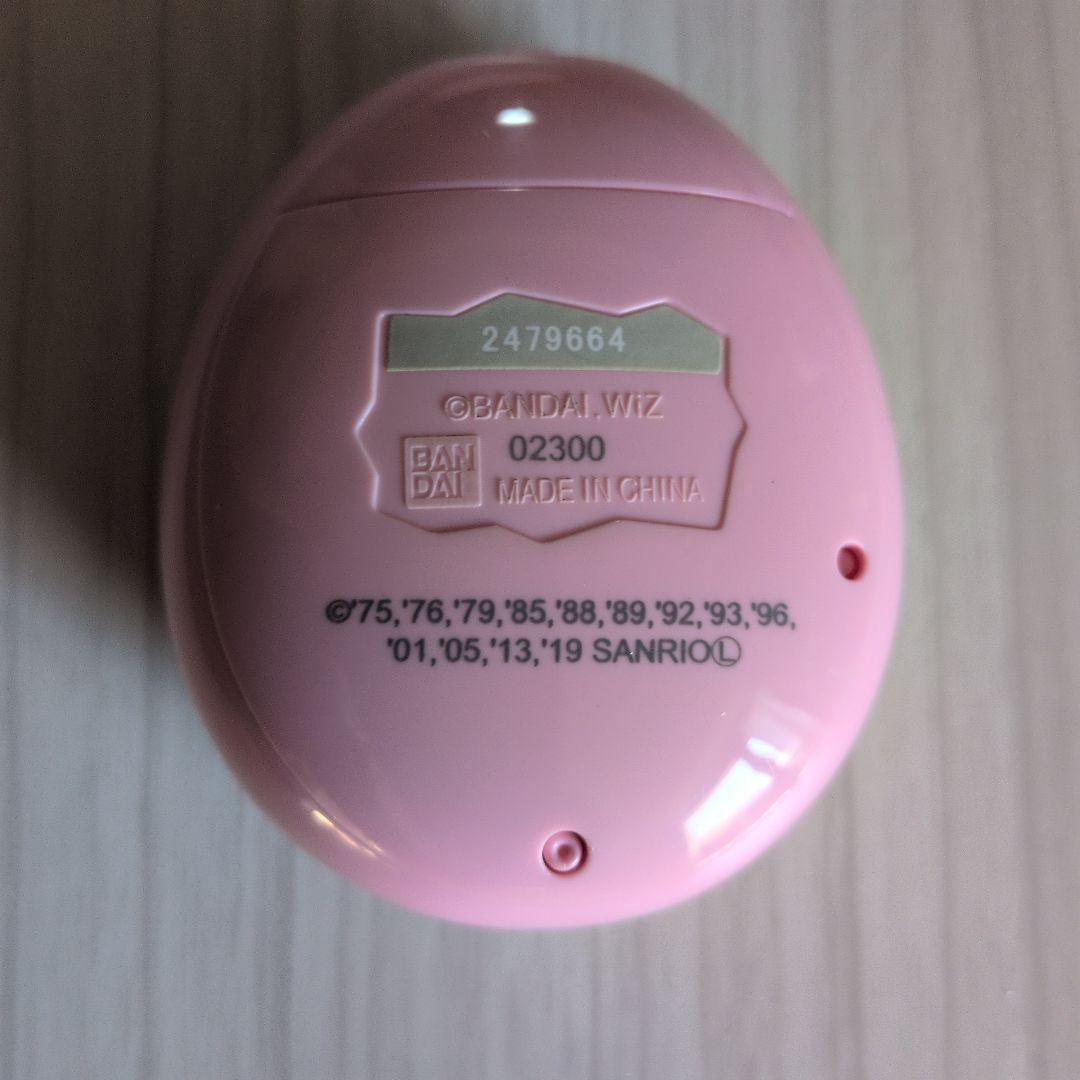 2479664
©BANDAI,WiZ
BAN
DAI
02300
MADE IN CHINA
©'75,'76,'79,'85,'88,'89,'92,'93,'96,
'01,'05,'13,'19 SANRIOⓁ